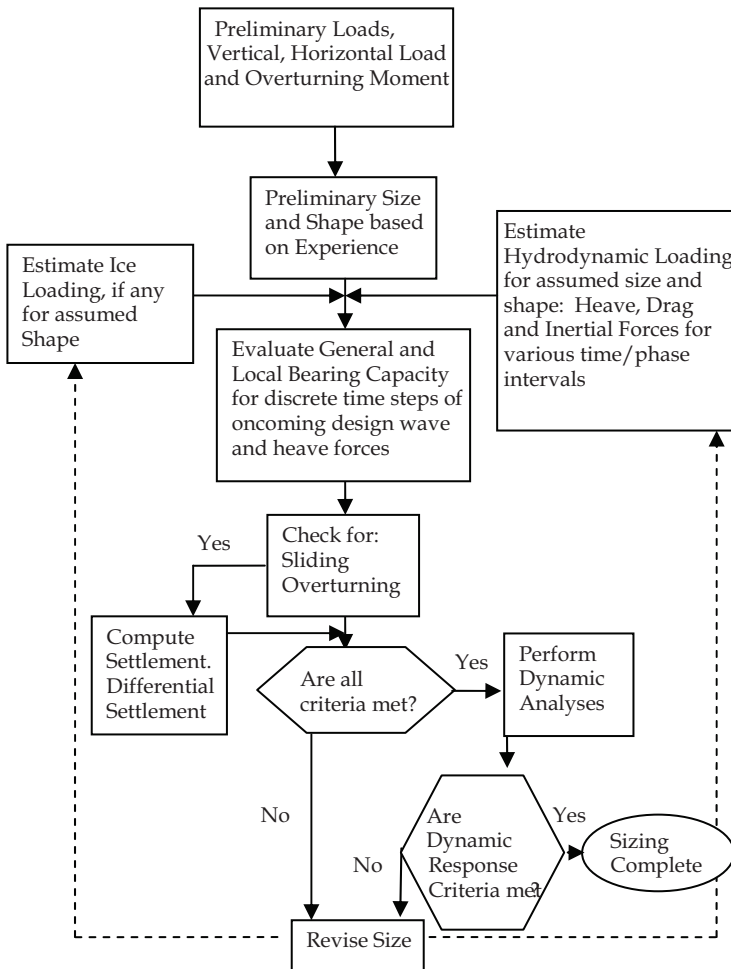 Preliminary Loads,
Vertical, Horizontal Load
and Overturning Moment
Preliminary Size
and Shape based
on Experience
Estimate Ice
Loading, if any
for assumed
Shape
Estimate
Hydrodynamic Loading
for assumed size and
shape: Heave, Drag
and Inertial Forces for
various time/phase
intervals
Evaluate General and
Local Bearing Capacity
for discrete time steps of
oncoming design wave
and heave forces
Yes
Check for:
Sliding
Overturning
Compute
Settlement.
Differential
Settlement
Are all
criteria met?
Yes
Perform
Dynamic
Analyses
No
No
Are
Dynamic
Response
Criteria met?
Yes
Sizing
Complete
Revise Size